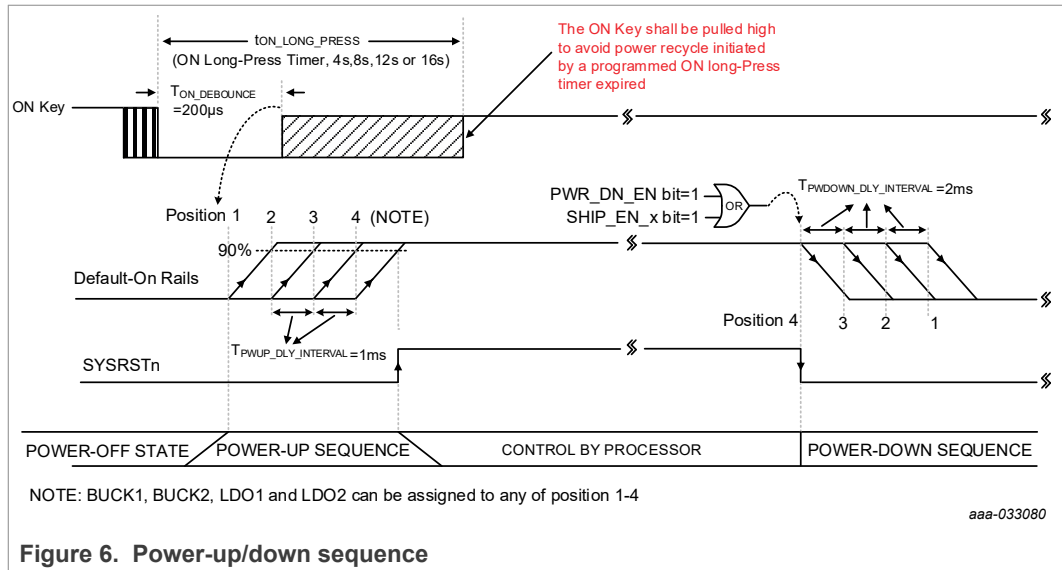 tON_LONG_PRESS
(ON Long-Press Timer, 4s,8s,12s or 16s)
The ON Key shall be pulled high
to avoid power recycle initiated
by a programmed ON long-Press
timer expired
TON_DEBOUNCE
=200µs
ON Key
PWR_DN_EN bit=1
SHIP_EN_x bit=1
OR
TPWDOWN_DLY_INTERVAL=2ms
Position 1 2 3 4 (NOTE)
90%
Default-On Rails
Position 4 3 2 1
TPWUP_DLY_INTERVAL=1ms
SYSRSTn
POWER-OFF STATE POWER-UP SEQUENCE CONTROL BY PROCESSOR POWER-DOWN SEQUENCE
NOTE: BUCK1, BUCK2, LDO1 and LDO2 can be assigned to any of position 1-4
aaa-033080
Figure 6. Power-up/down sequence